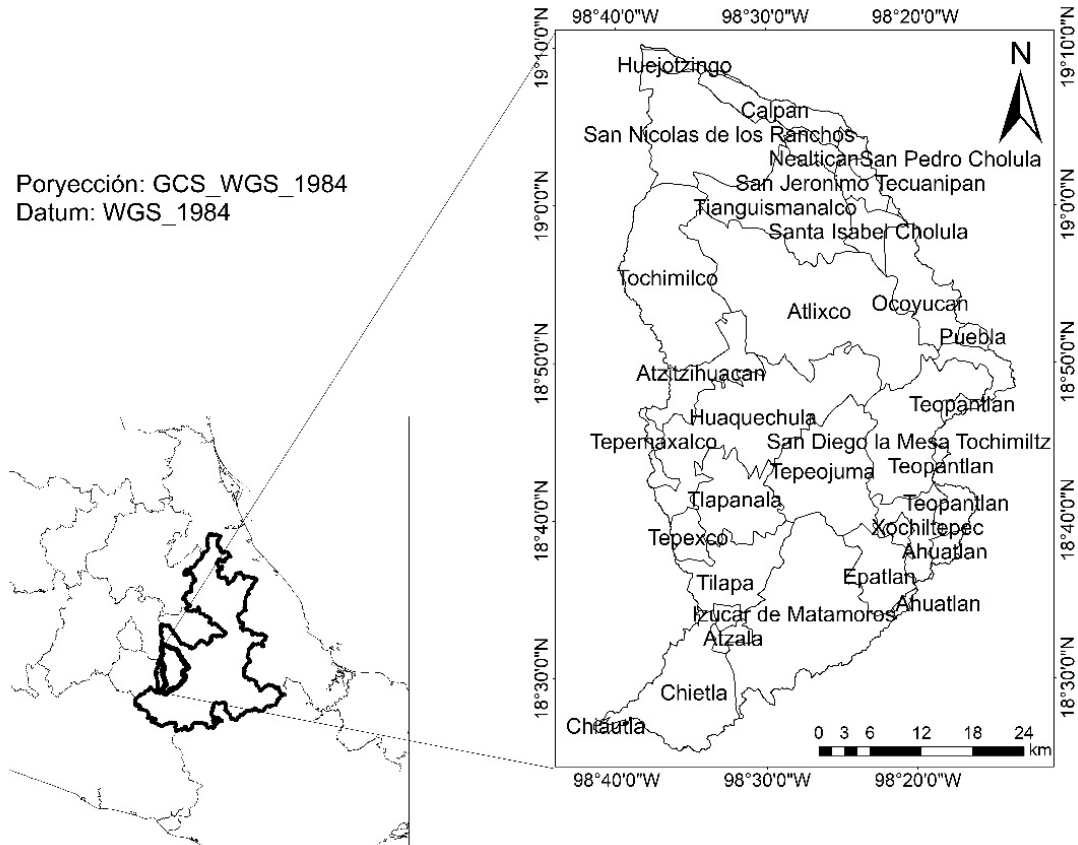 98°40'0"W 98°30'0"W 98°20'0"W
N
Huejotzingo
Calpan
San Nicolas de los Ranchos
Nealtican San Pedro Cholula
Poryección: GCS_WGS_1984
Datum: WGS_1984
San Jeronimo Tecuanipan
Tianguismanalco
Santa Isabel Cholula
Tochimilco
Ocoyucan
Atlixco
Puebla
Atzitzihuacan
Teopantlan
Huaquechula
Tepemaxalco San Diego la Mesa Tochimiltz
Tepeojuma Teopantlan
Tlapanala Teopantlan
Xochiltepec
Tepexco
Ahuatlan
Tilapa Epatlan
Ahuatlan
Izucar de Matamoros
Atzala
Chietla
Chiautla
0 3 6 12 18 24
km
19°10'0"N 19°0'0"N 18°50'0"N 18°40'0"N 18°30'0"N
19°10'0"N 19°0'0"N 18°50'0"N 18°40'0"N 18°30'0"N
98°40'0"W 98°30'0"W 98°20'0"W